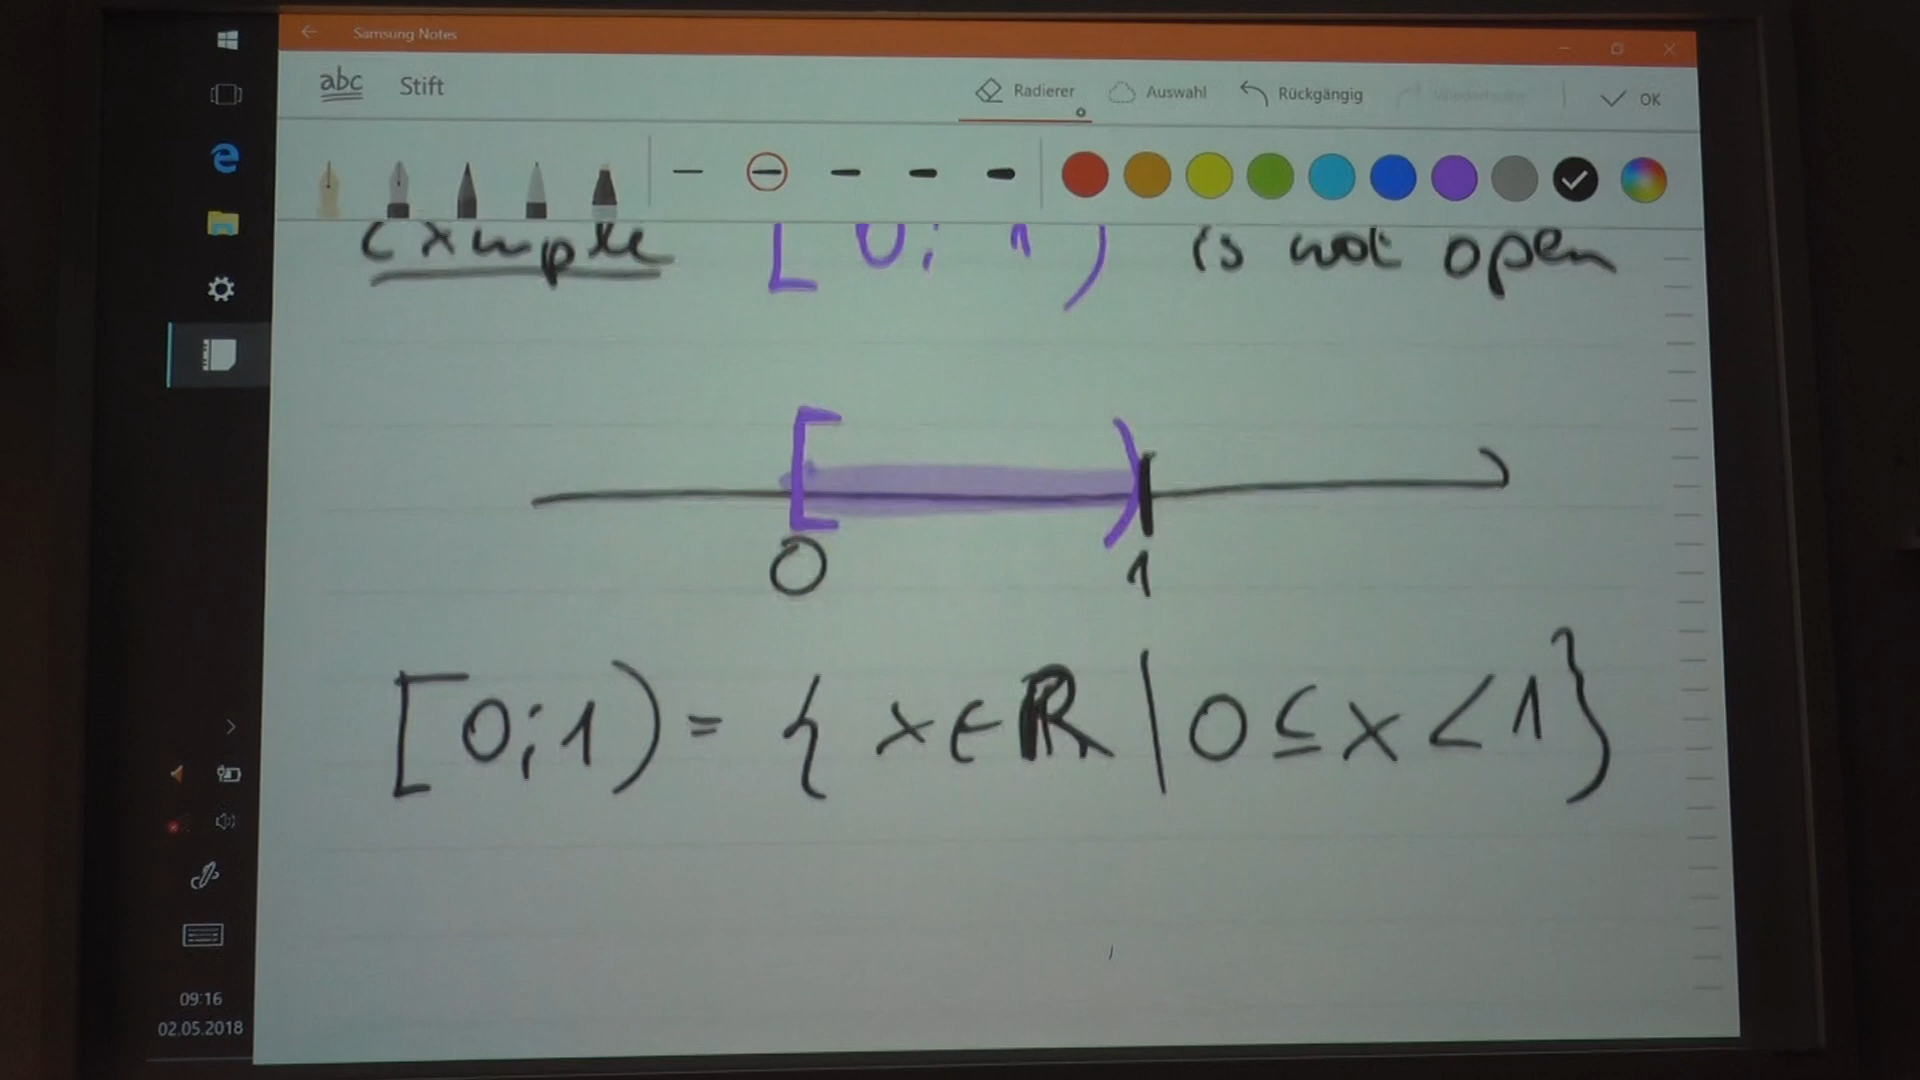 Samsung Notes
abc Stift Radierer Auswahl Rückgängig OK
Example [0; 1) is not open
0 1
[0;1) = { x∈ℝ | 0 ≤ x < 1}
09:16
02.05.2018